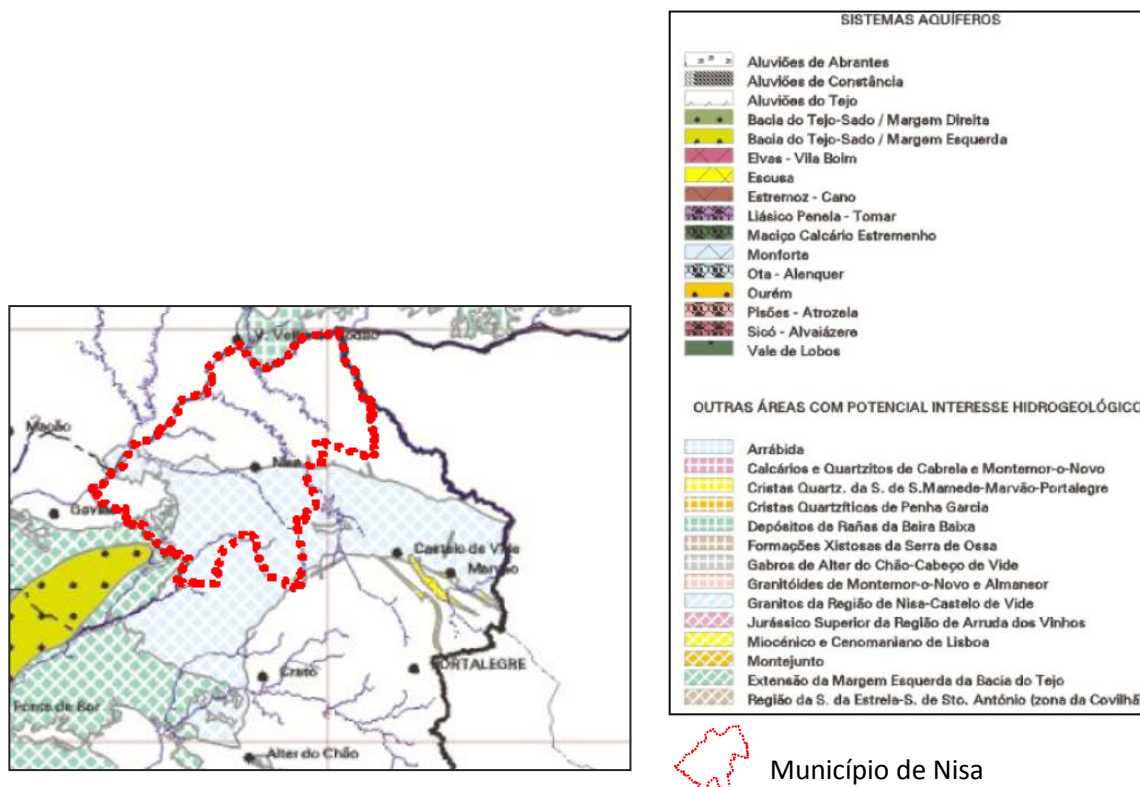 SISTEMAS AQUÍFEROS
Aluviões de Abrantes
Aluviões de Constância
Aluviões do Tejo
Bacia do Tejo-Sado / Margem Direita
Bacia do Tejo-Sado / Margem Esquerda
Elvas - Vila Boim
Escusa
Estremoz - Cano
Liásico Penela - Tomar
Maciço Calcário Estremenho
Monforte
Ota - Alenquer
Ourém
Pisões - Atrozela
Sicó - Alvaiázere
Vale de Lobos
OUTRAS ÁREAS COM POTENCIAL INTERESSE HIDROGEOLÓGICO
Arrábida
Calcários e Quartzitos de Cabrela e Montemor-o-Novo
Cristas Quartz. da S. de S.Mamede-Marvão-Portalegre
Cristas Quartzíticas de Penha Garcia
Depósitos de Rañas da Beira Baixa
Formações Xistosas da Serra de Ossa
Gabros de Alter do Chão-Cabeço de Vide
Granitóides de Montemor-o-Novo e Almansor
Granitos da Região de Nisa-Castelo de Vide
Jurássico Superior da Região de Arruda dos Vinhos
Miocénico e Cenomaniano de Lisboa
Montejunto
Extensão da Margem Esquerda da Bacia do Tejo
Região da S. da Estrela-S. de Sto. António (zona da Covilhã)
Município de Nisa
V. Velha
Mação
Nisa
Castelo de Vide
Marvão
PORTALEGRE
Crato
Ponte de Sor
Alter do Chão